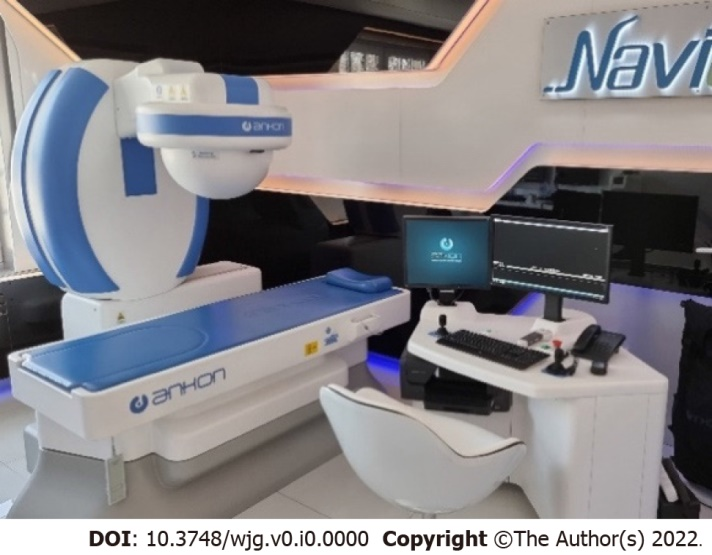 Navi
ANKON
ANKON
ANKON
DOI: 10.3748/wjg.v0.i0.0000 Copyright ©The Author(s) 2022.